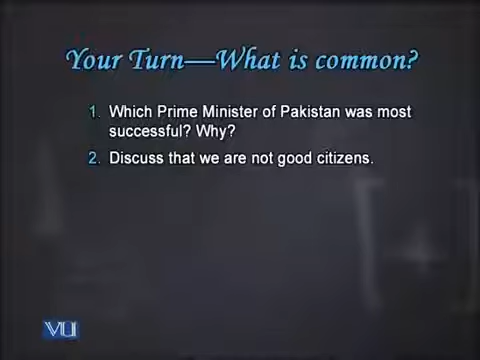 Your Turn—What is common?
1. Which Prime Minister of Pakistan was most
successful? Why?
2. Discuss that we are not good citizens.
VU